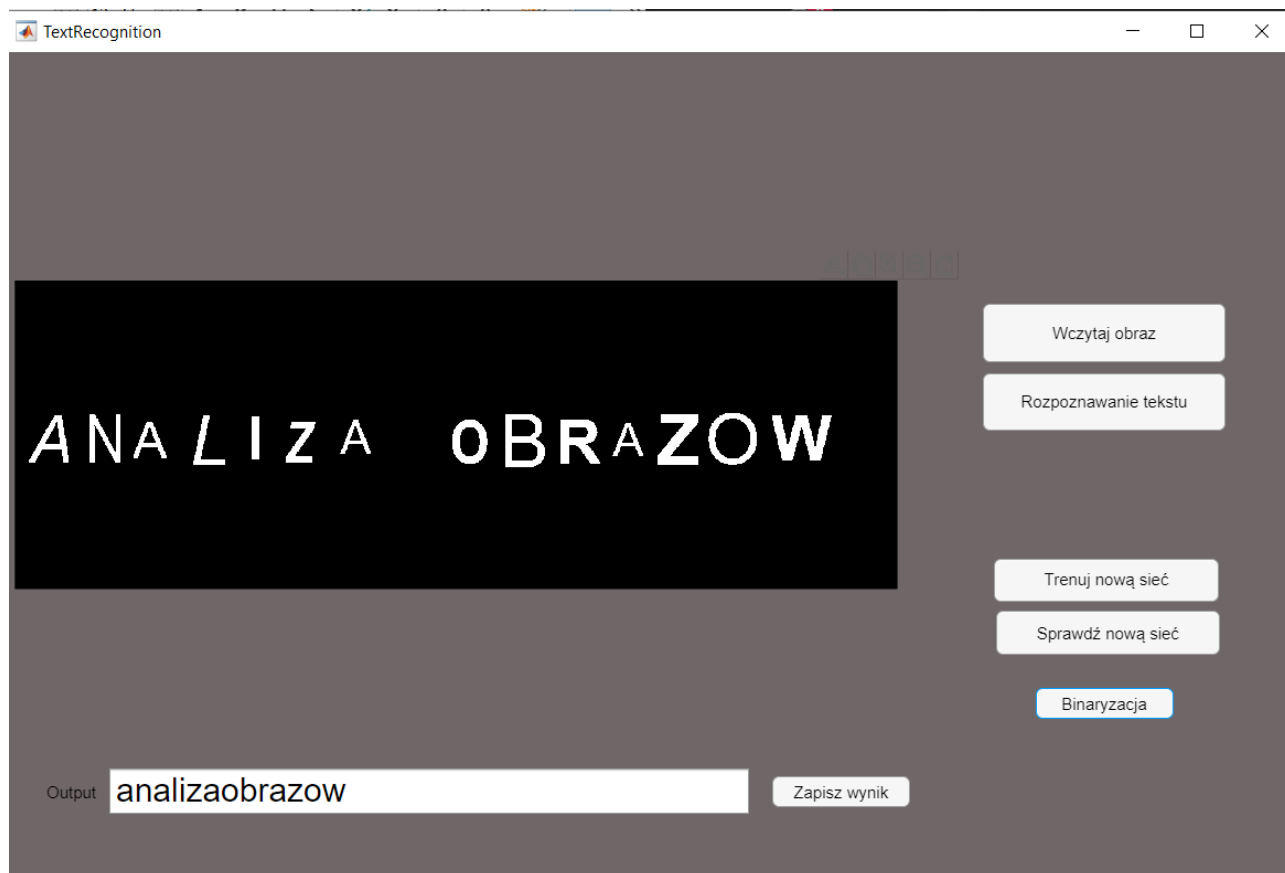 TextRecognition
Wczytaj obraz
Rozpoznawanie tekstu
ANALIZA OBRAZOW
Trenuj nową sieć
Sprawdź nową sieć
Binaryzacja
Output analizaobrazow Zapisz wynik